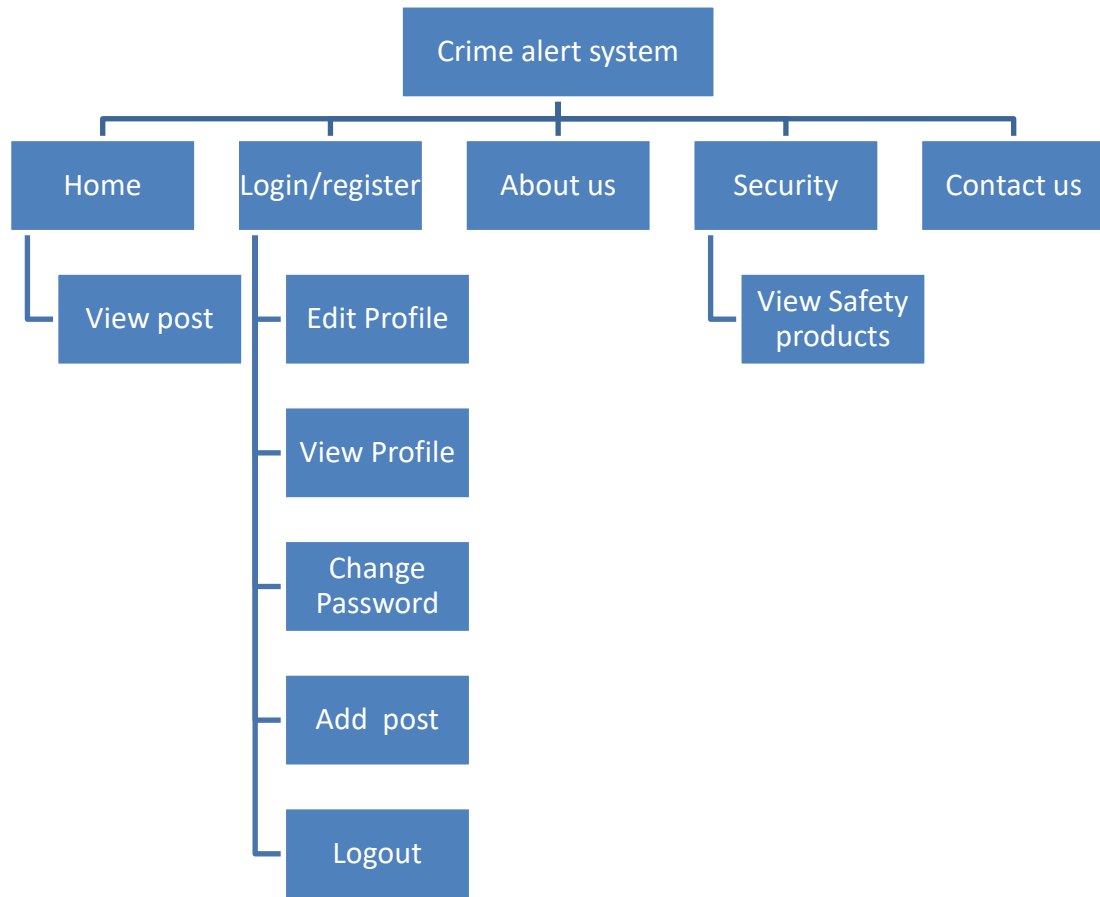 Crime alert system
Home
Login/register
About us
Security
Contact us
View post
Edit Profile
View Safety
products
View Profile
Change
Password
Add  post
Logout